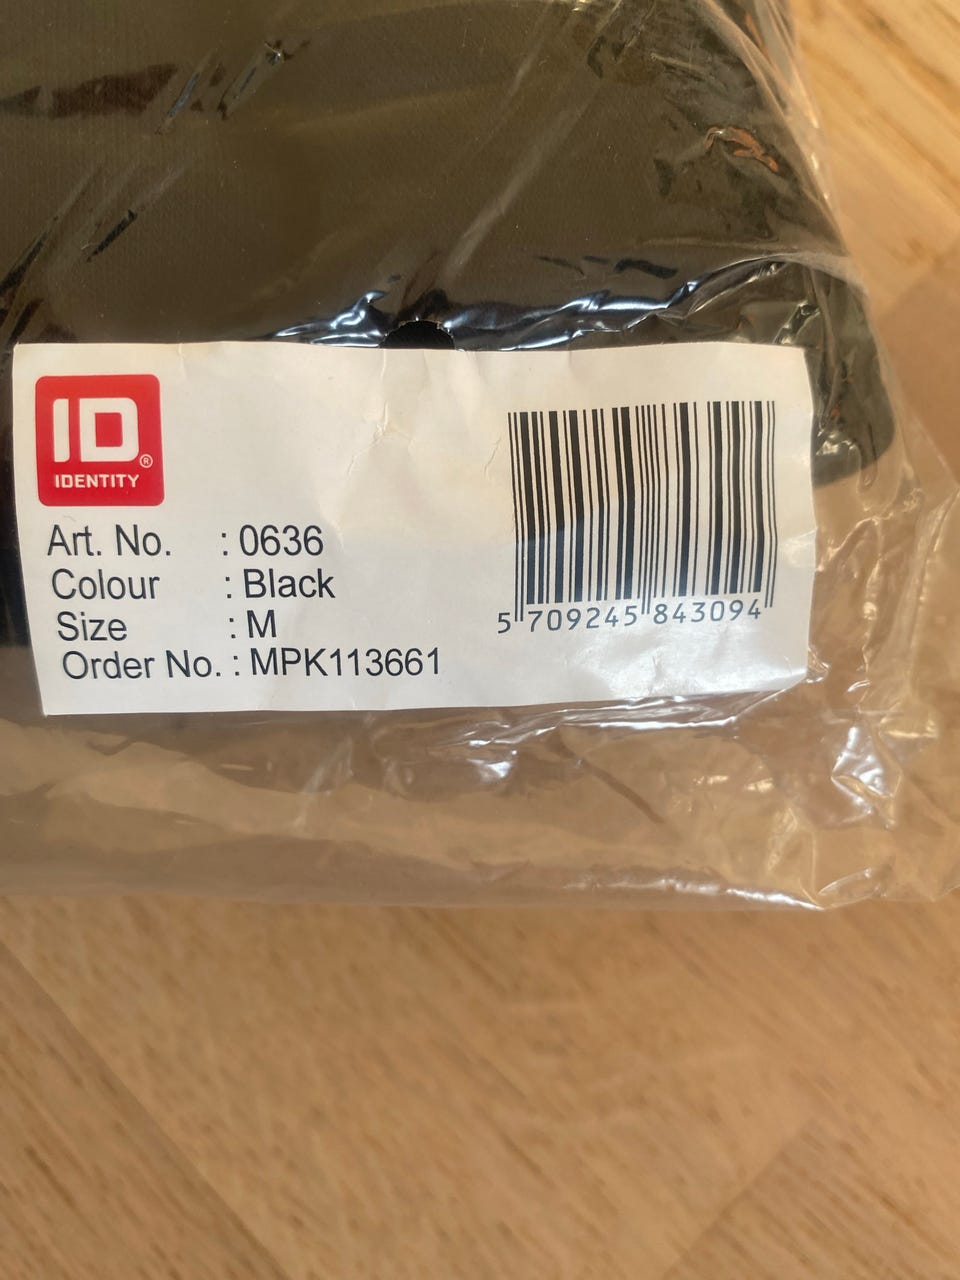 ID®
IDENTITY
Art. No. : 0636
Colour : Black
Size : M
Order No. : MPK113661
5 709245 843094